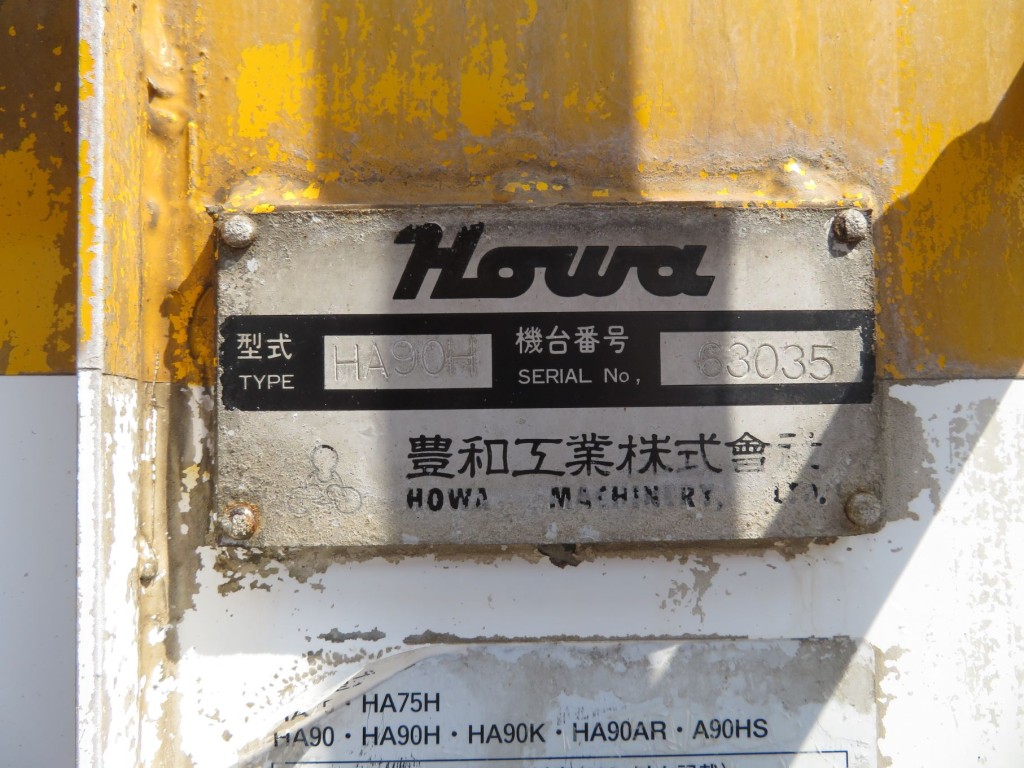 Howa
型式 HA90H 機台番号 63035
TYPE SERIAL No,
豊和工業株式會社
HOWA MACHINERY, LTD.
・HA75H
HA90・HA90H・HA90K・HA90AR・A90HS